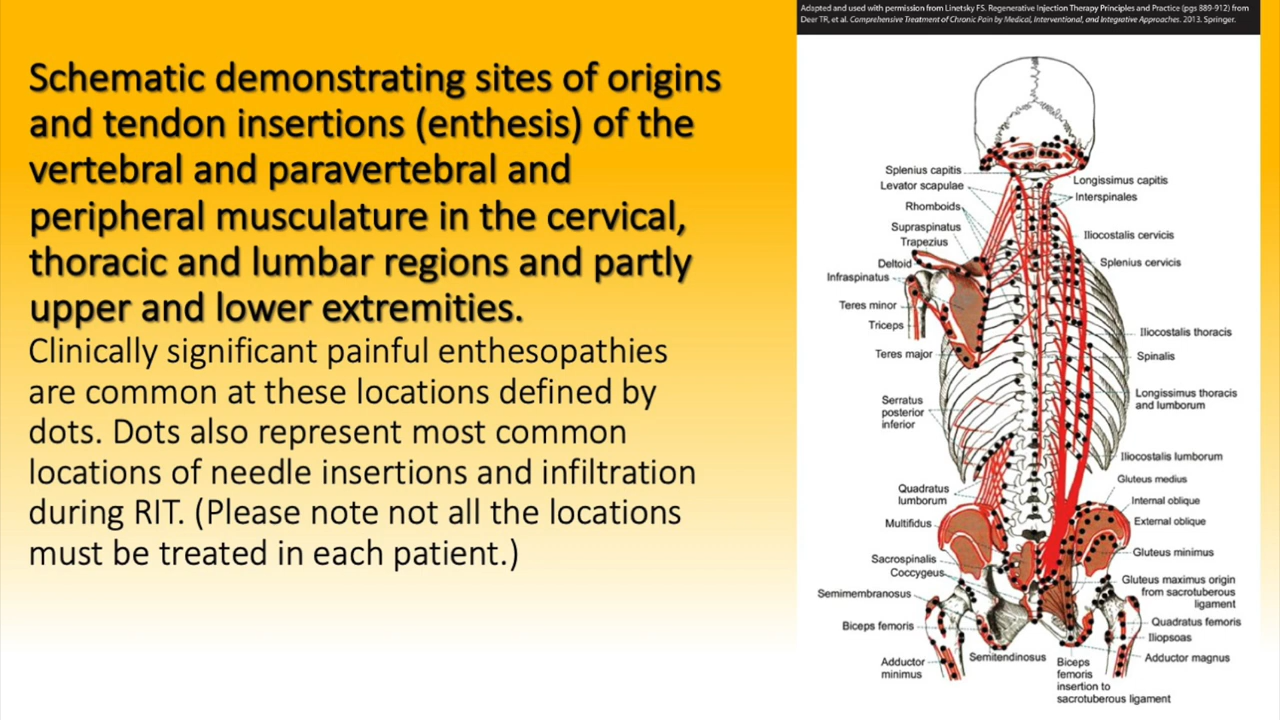 Adapted and used with permission from Linetsky FS. Regenerative Injection Therapy Principles and Practice (pgs 889-912) from
Deer TR, et al. Comprehensive Treatment of Chronic Pain by Medical, Interventional, and Integrative Approaches. 2013. Springer.
Schematic demonstrating sites of origins
and tendon insertions (enthesis) of the
vertebral and paravertebral and
peripheral musculature in the cervical,
thoracic and lumbar regions and partly
upper and lower extremities.
Clinically significant painful enthesopathies
are common at these locations defined by
dots. Dots also represent most common
locations of needle insertions and infiltration
during RIT. (Please note not all the locations
must be treated in each patient.)
Splenius capitis
Levator scapulae
Rhomboids
Supraspinatus
Trapezius
Deltoid
Infraspinatus
Teres minor
Triceps
Teres major
Serratus
posterior
inferior
Quadratus
lumborum
Multifidus
Sacrospinalis
Coccygeus
Semimembranosus
Biceps femoris
Adductor
minimus
Semitendinosus
Biceps
femoris
insertion to
sacrotuberous ligament
Longissimus capitis
Interspinales
Iliocostalis cervicis
Splenius cervicis
Iliocostalis thoracis
Spinalis
Longissimus thoracis
and lumborum
Iliocostalis lumborum
Gluteus medius
Internal oblique
External oblique
Gluteus minimus
Gluteus maximus origin
from sacrotuberous
ligament
Quadratus femoris
Iliopsoas
Adductor magnus